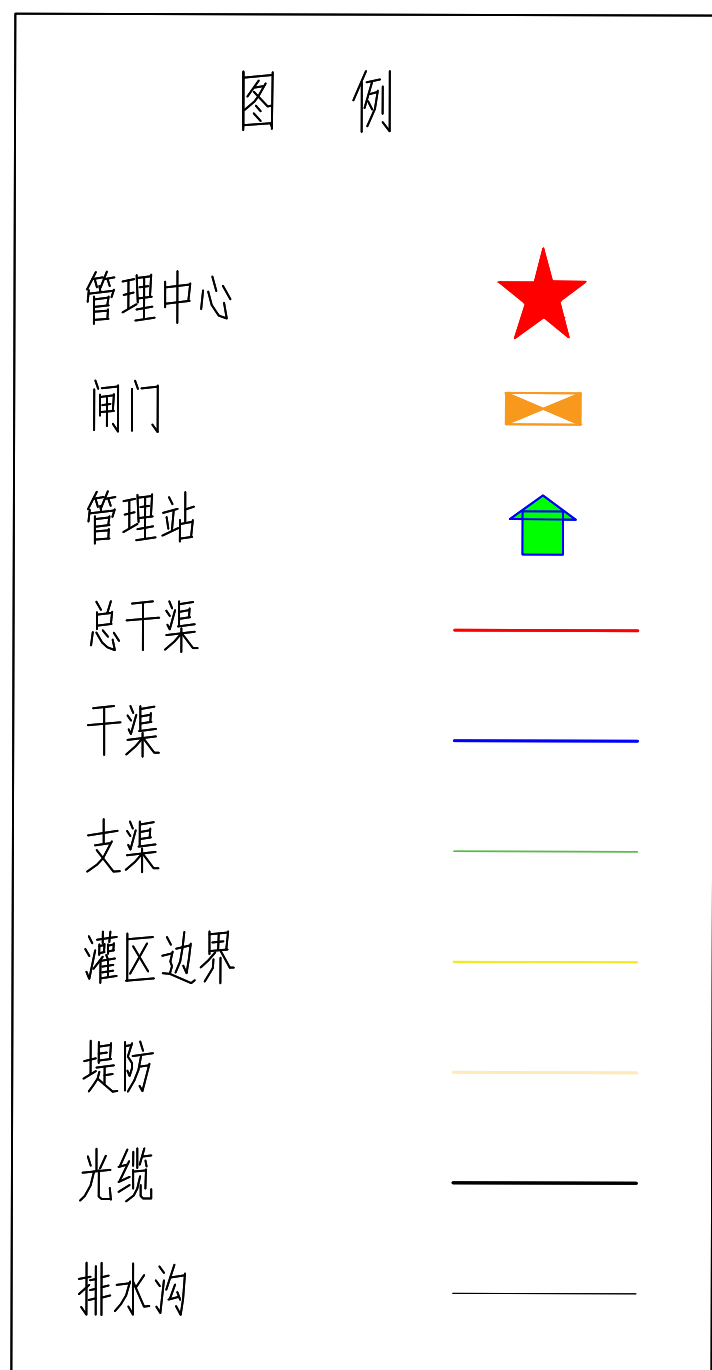 图 例
管理中心
闸门
管理站
总干渠
干渠
支渠
灌区边界
堤防
光缆
排水沟